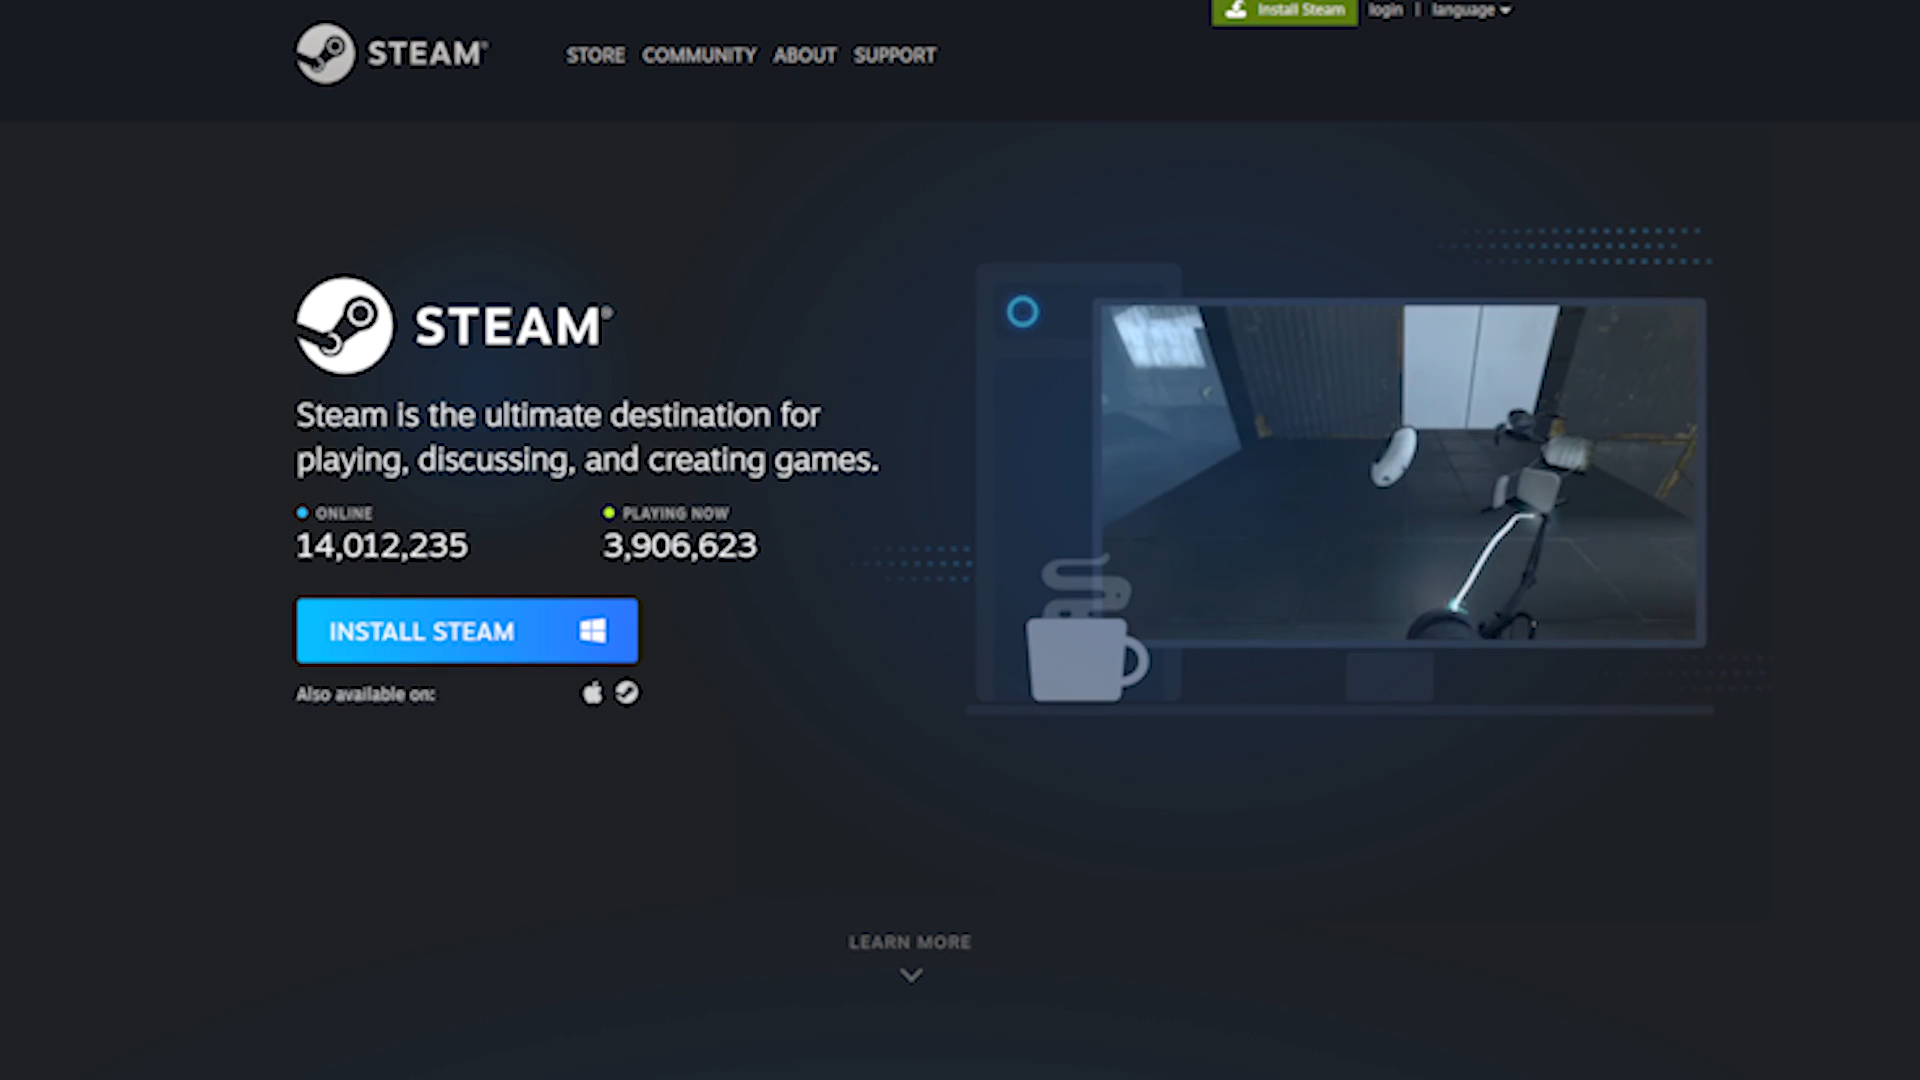 Install Steam | login | language
STEAM®
STORE COMMUNITY ABOUT SUPPORT
STEAM®
Steam is the ultimate destination for
playing, discussing, and creating games.
ONLINE PLAYING NOW
14,012,235 3,906,623
INSTALL STEAM
Also available on:
LEARN MORE